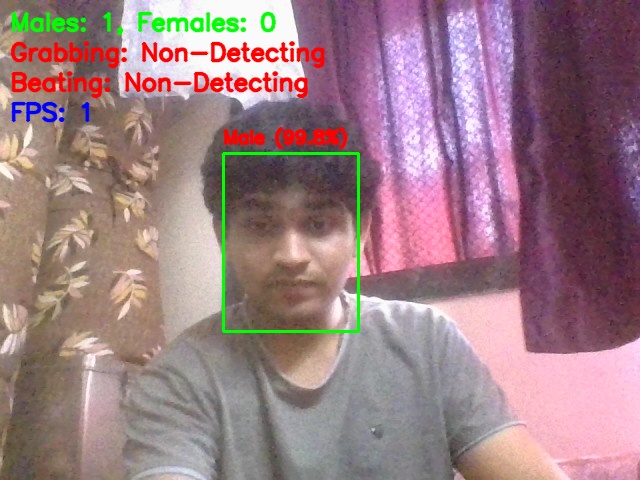 Males: 1, Females: 0
Grabbing: Non-Detecting
Beating: Non-Detecting
FPS: 1
Male (99.8%)